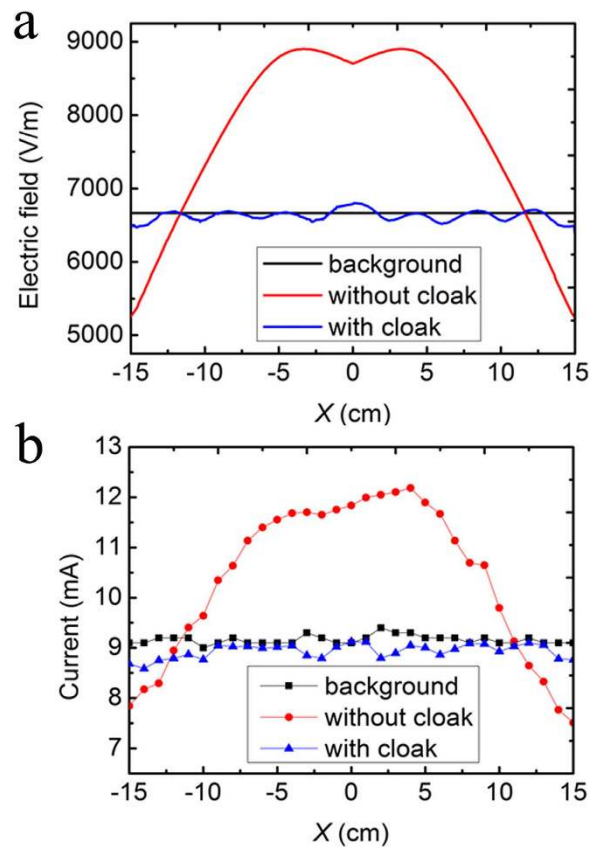 a
9000
8000
7000
6000
5000
Electric field (V/m)
background
without cloak
with cloak
-15 -10 -5 0 5 10 15
X (cm)
b
13
12
11
10
9
8
7
Current (mA)
background
without cloak
with cloak
-15 -10 -5 0 5 10 15
X (cm)